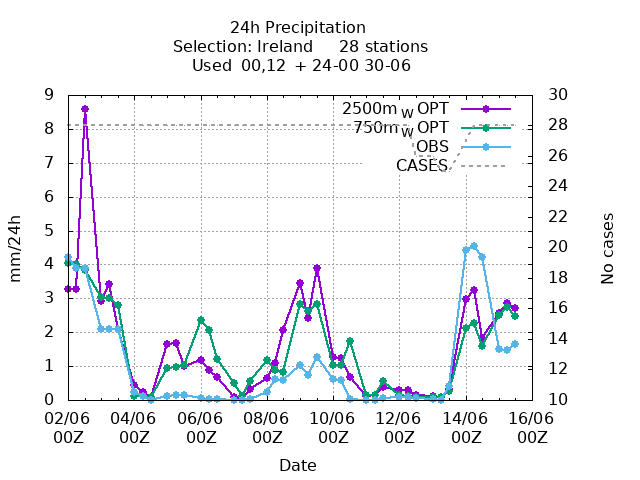 24h Precipitation
Selection: Ireland 28 stations
Used 00,12 + 24-00 30-06
2500m W OPT
750m W OPT
OBS
CASES
mm/24h
9
8
7
6
5
4
3
2
1
0
30
28
26
24
22
20
18
16
14
12
10
No cases
02/06 04/06 06/06 08/06 10/06 12/06 14/06 16/06
00Z 00Z 00Z 00Z 00Z 00Z 00Z 00Z
Date